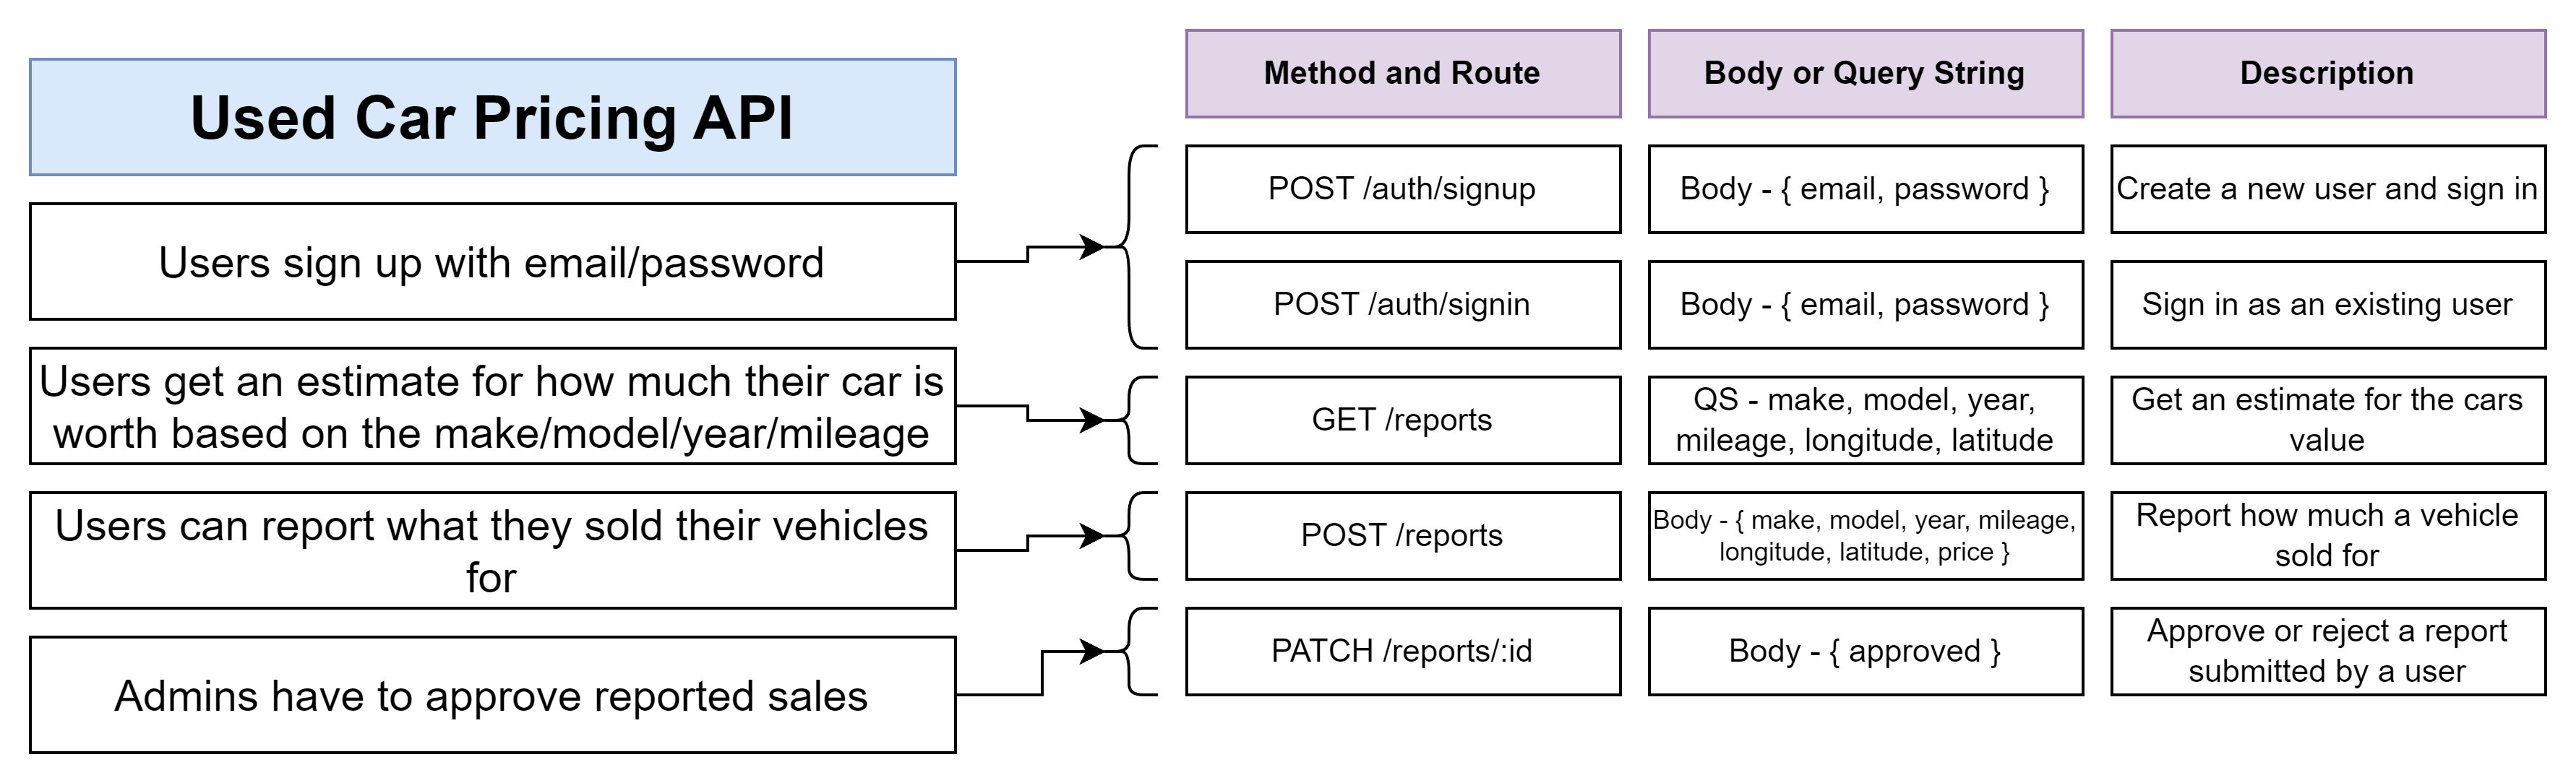 Used Car Pricing API
Users sign up with email/password
Users get an estimate for how much their car is
worth based on the make/model/year/mileage
Users can report what they sold their vehicles
for
Admins have to approve reported sales
Method and Route
Body or Query String
Description
POST /auth/signup
Body - { email, password }
Create a new user and sign in
POST /auth/signin
Body - { email, password }
Sign in as an existing user
GET /reports
QS - make, model, year,
mileage, longitude, latitude
Get an estimate for the cars
value
POST /reports
Body - { make, model, year, mileage,
longitude, latitude, price }
Report how much a vehicle
sold for
PATCH /reports/:id
Body - { approved }
Approve or reject a report
submitted by a user